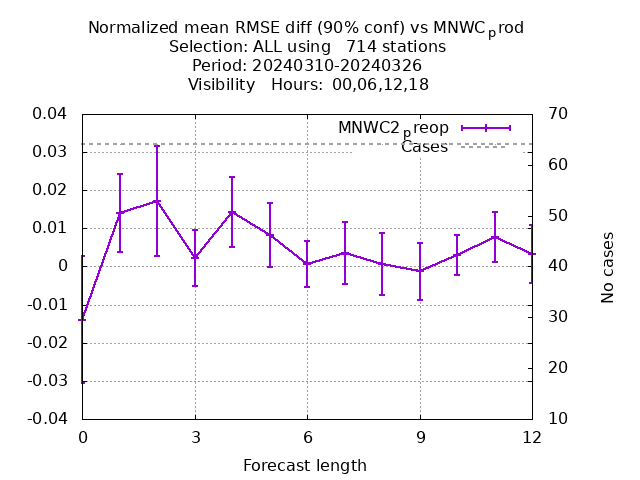 Normalized mean RMSE diff (90% conf) vs MNWCprod
Selection: ALL using 714 stations
Period: 20240310-20240326
Visibility Hours: 00,06,12,18
0.04 70
MNWC2preop
Cases
0.03
60
0.02
50
0.01
0 40
No cases
-0.01
30
-0.02
20
-0.03
-0.04 10
0 3 6 9 12
Forecast length